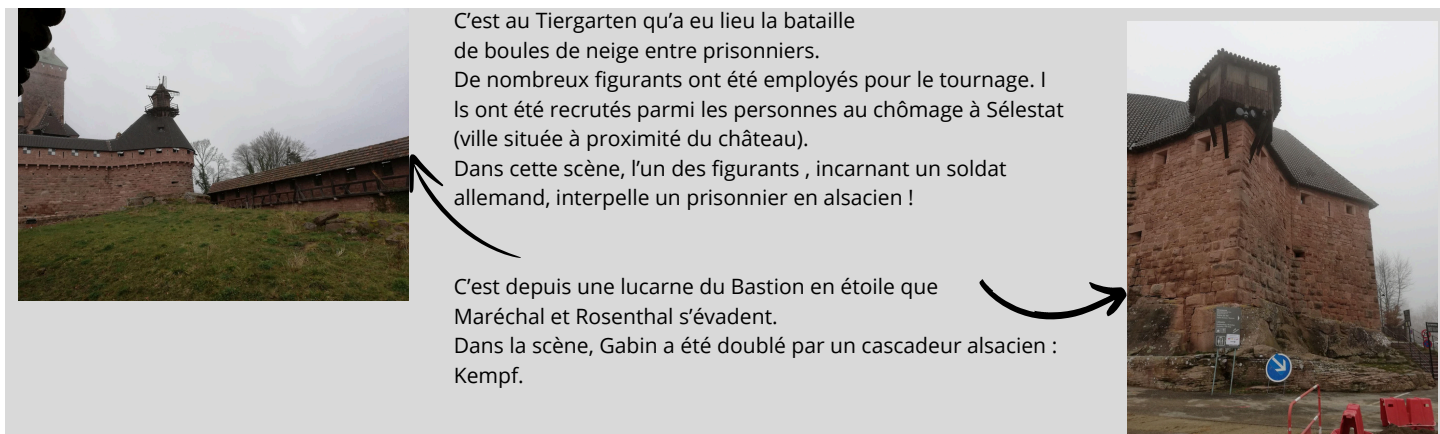 C'est au Tiergarten qu'a eu lieu la bataille
de boules de neige entre prisonniers.
De nombreux figurants ont été employés pour le tournage. I
ls ont été recrutés parmi les personnes au chômage à Sélestat
(ville située à proximité du château).
Dans cette scène, l'un des figurants , incarnant un soldat
allemand, interpelle un prisonnier en alsacien !
C'est depuis une lucarne du Bastion en étoile que
Maréchal et Rosenthal s'évadent.
Dans la scène, Gabin a été doublé par un cascadeur alsacien :
Kempf.